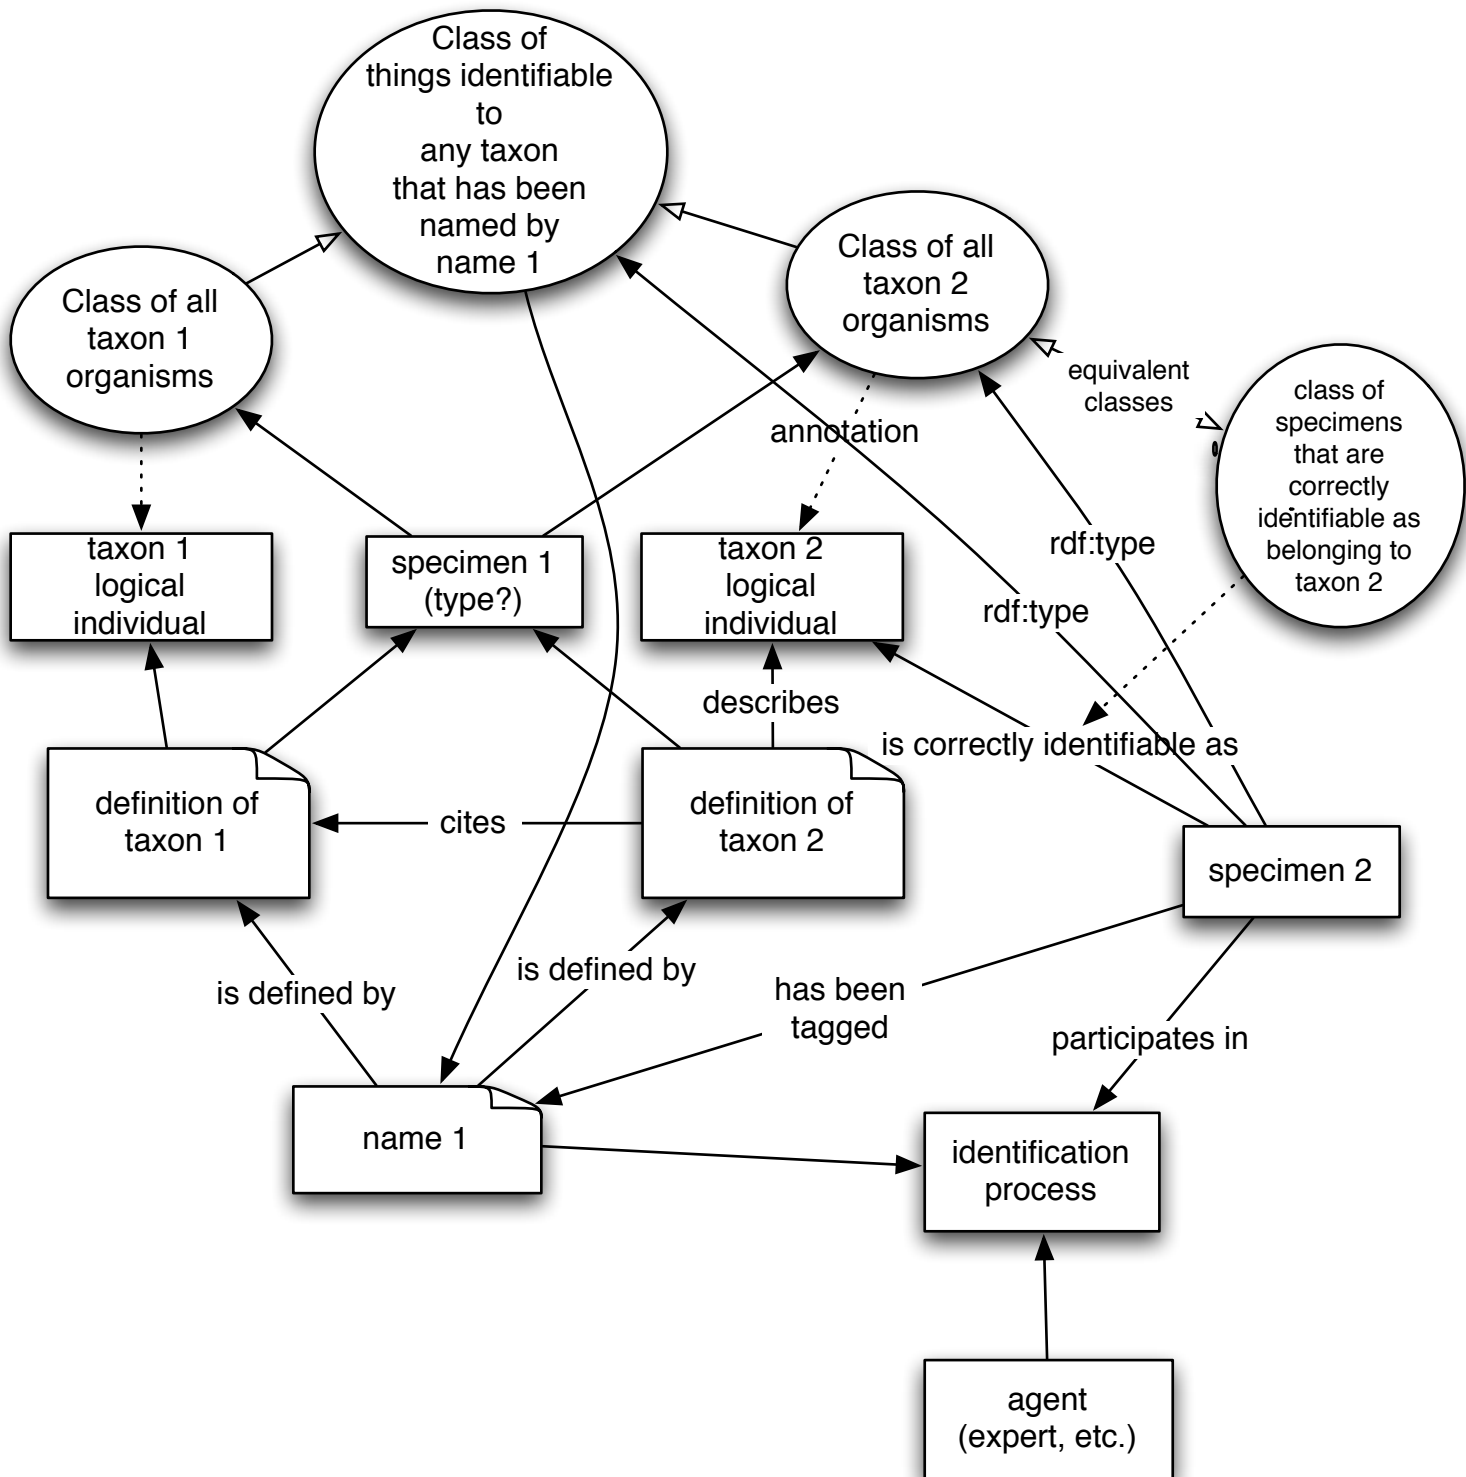 Class of
things identifiable
to
any taxon
that has been
named by
name 1
Class of all
taxon 2
organisms
Class of all
taxon 1
organisms
equivalent
classes
class of
specimens
that are
correctly
identifiable as
belonging to
taxon 2
annotation
taxon 1
logical
individual
specimen 1
(type?)
taxon 2
logical
individual
rdf:type
rdf:type
describes
is correctly identifiable as
definition of
taxon 1
cites
definition of
taxon 2
specimen 2
is defined by
is defined by
has been
tagged
participates in
name 1
identification
process
agent
(expert, etc.)